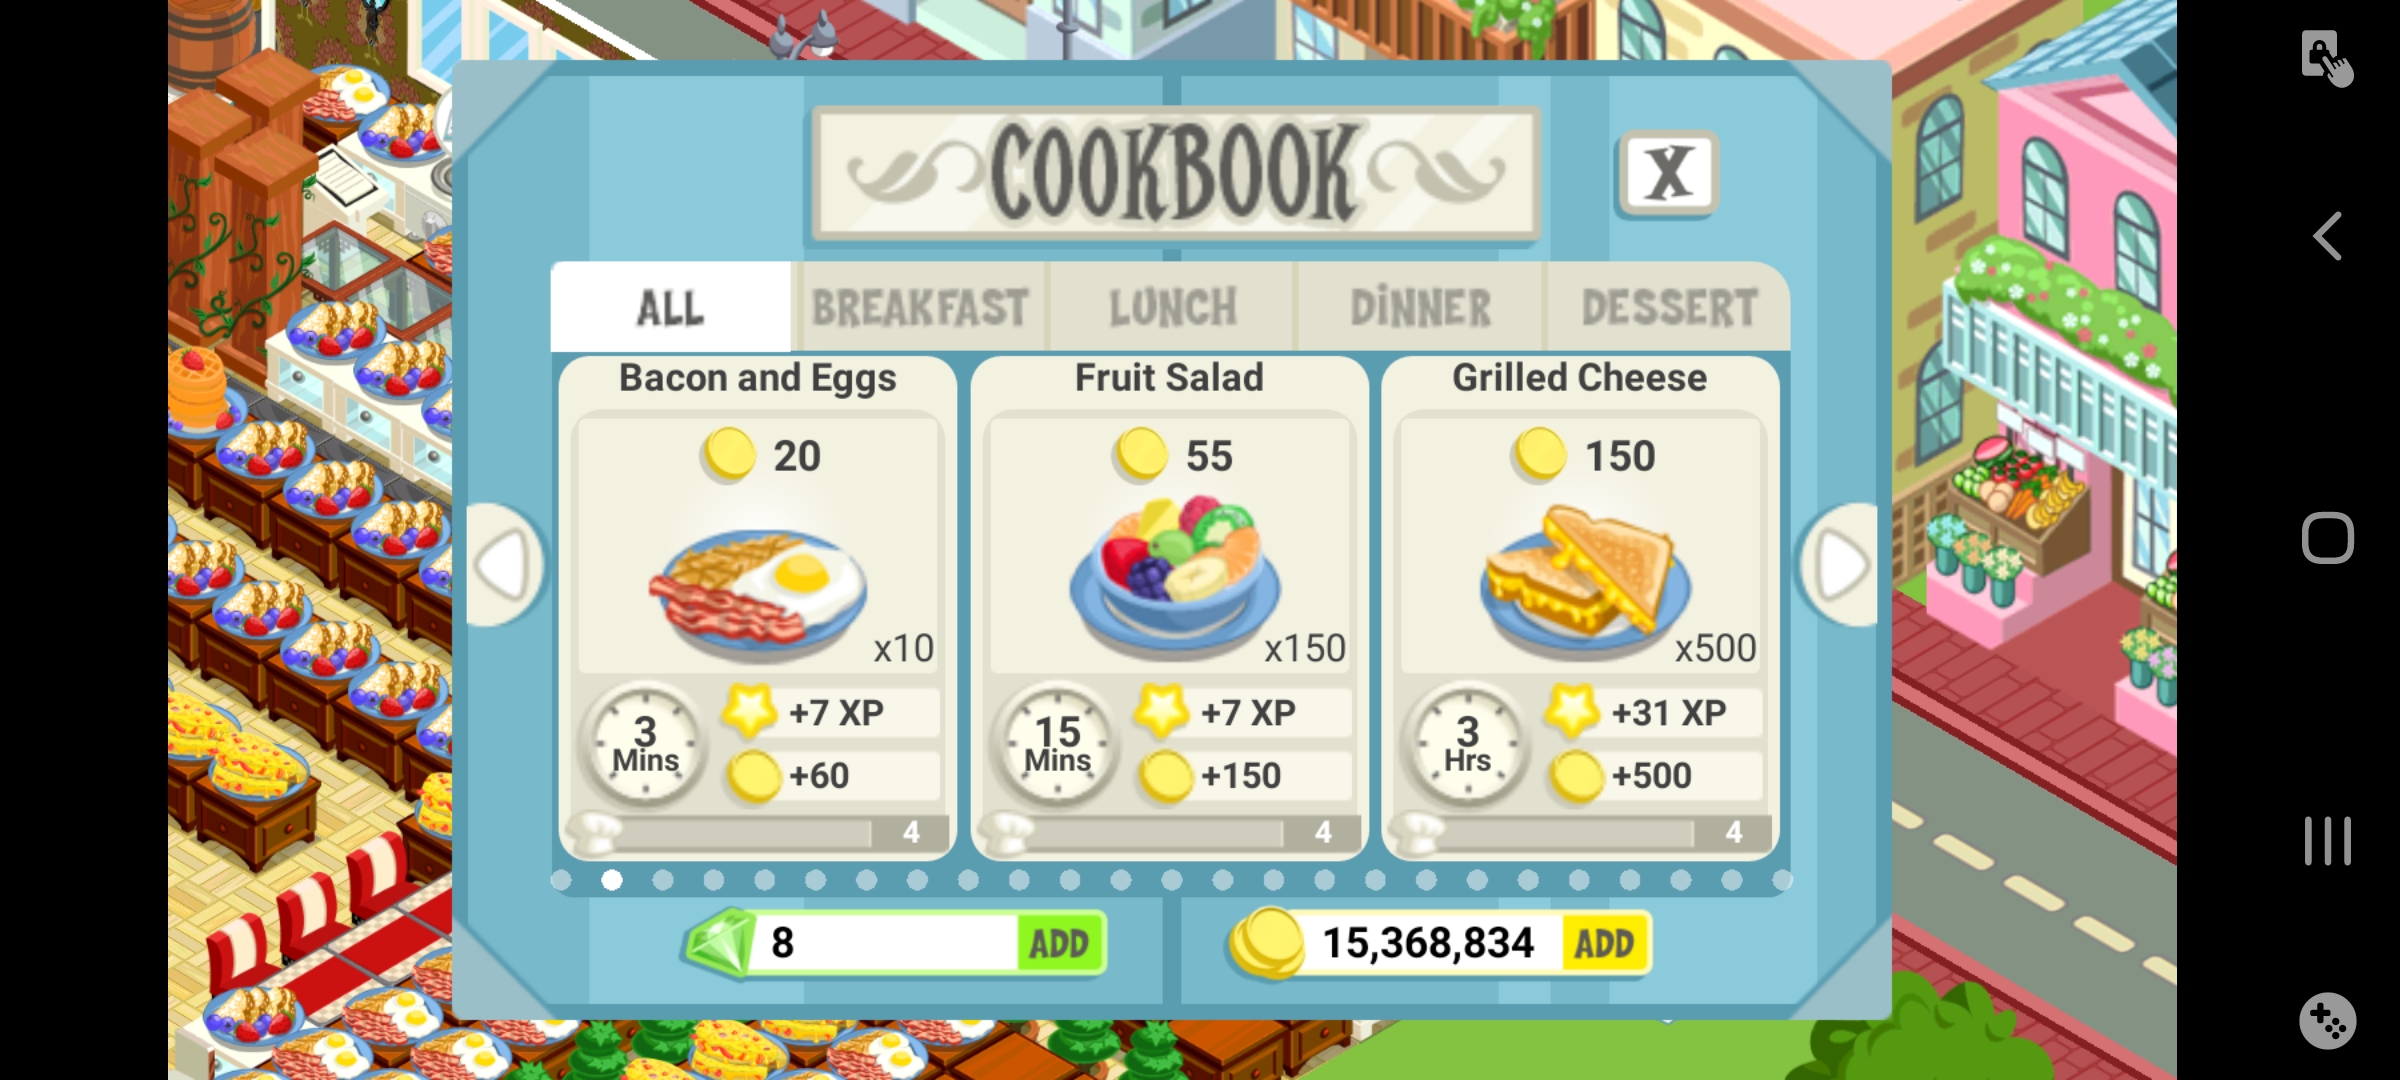 COOKBOOK
X
ALL
BREAKFAST
LUNCH
DINNER
DESSERT
Bacon and Eggs
20
x10
3
Mins
+7 XP
+60
4
Fruit Salad
55
x150
15
Mins
+7 XP
+150
4
Grilled Cheese
150
x500
3
Hrs
+31 XP
+500
4
8
ADD
15,368,834
ADD